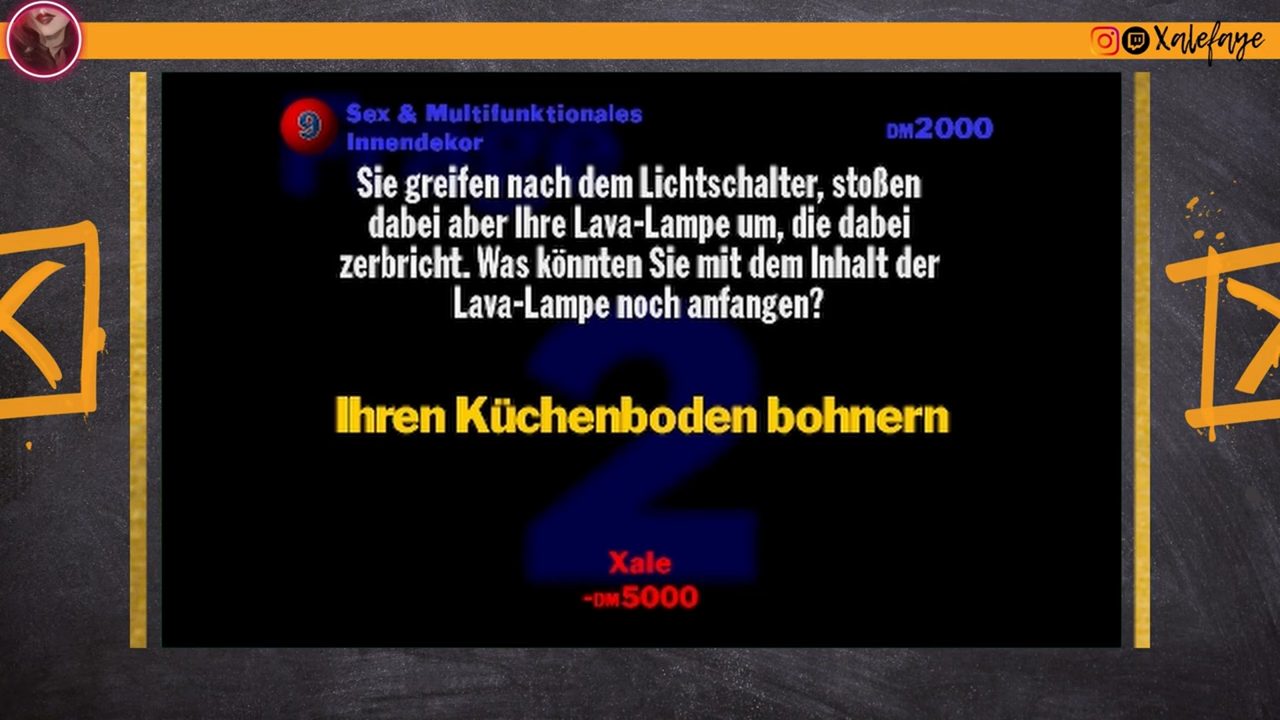 Xalefaye
9
Sex & Multifunktionales
Innendekor
DM2000
Sie greifen nach dem Lichtschalter, stoßen
dabei aber Ihre Lava-Lampe um, die dabei
zerbricht. Was könnten Sie mit dem Inhalt der
Lava-Lampe noch anfangen?
Ihren Küchenboden bohnern
2
Xale
-DM5000